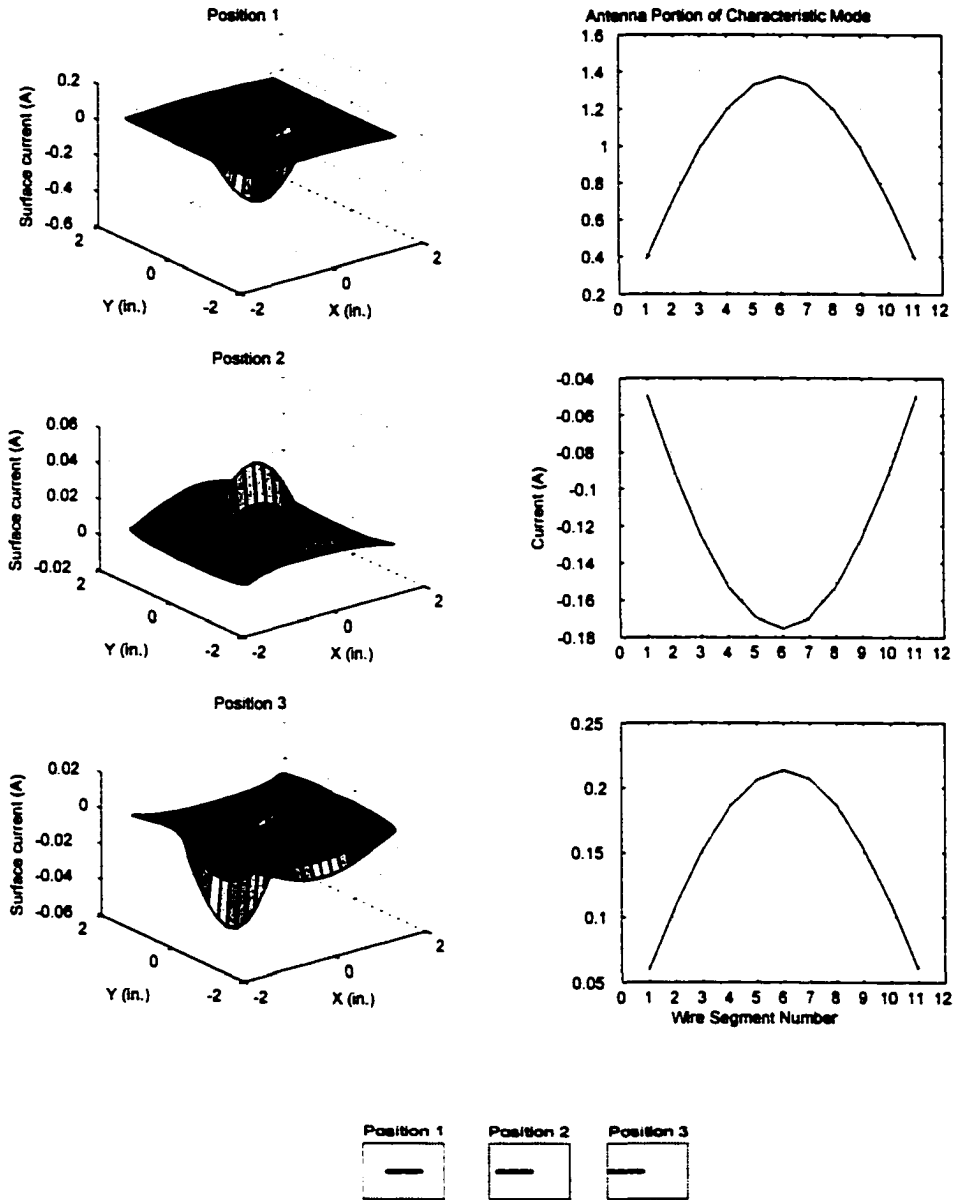 Position 1
Surface current (A)
0.2
0
-0.2
-0.4
-0.6
2
0
-2
Y (in.)
-2
0
2
X (in.)
Antenna Portion of Characteristic Mode
1.6
1.4
1.2
1
0.8
0.6
0.4
0.2
0 1 2 3 4 5 6 7 8 9 10 11 12
Position 2
Surface current (A)
0.06
0.04
0.02
0
-0.02
2
0
-2
Y (in.)
-2
0
2
X (in.)
Current (A)
-0.04
-0.06
-0.08
-0.1
-0.12
-0.14
-0.16
-0.18
0 1 2 3 4 5 6 7 8 9 10 11 12
Position 3
Surface current (A)
0.02
0
-0.02
-0.04
-0.06
2
0
-2
Y (in.)
-2
0
2
X (in.)
0.25
0.2
0.15
0.1
0.05
0 1 2 3 4 5 6 7 8 9 10 11 12
Wire Segment Number
Position 1 Position 2 Position 3